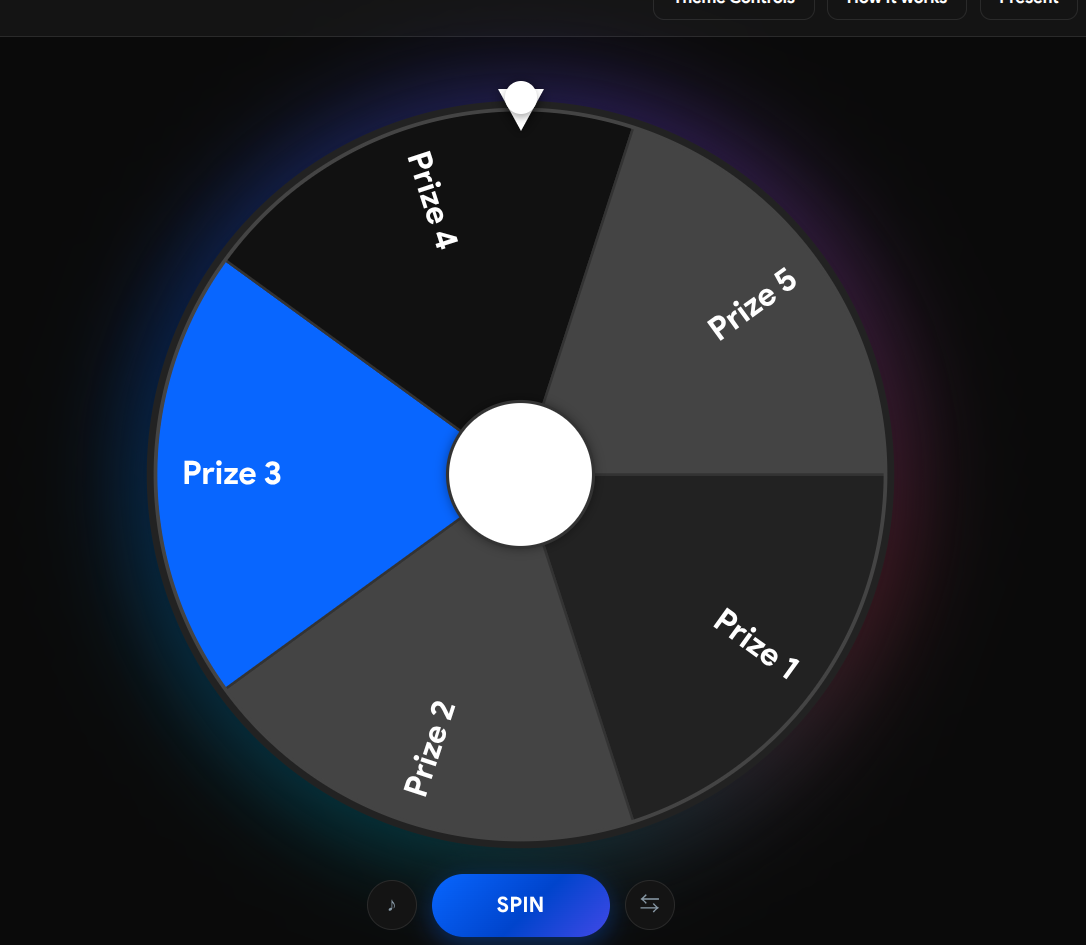 Theme Controls
How it works
Present
Prize 4
Prize 5
Prize 3
Prize 1
Prize 2
♪
SPIN